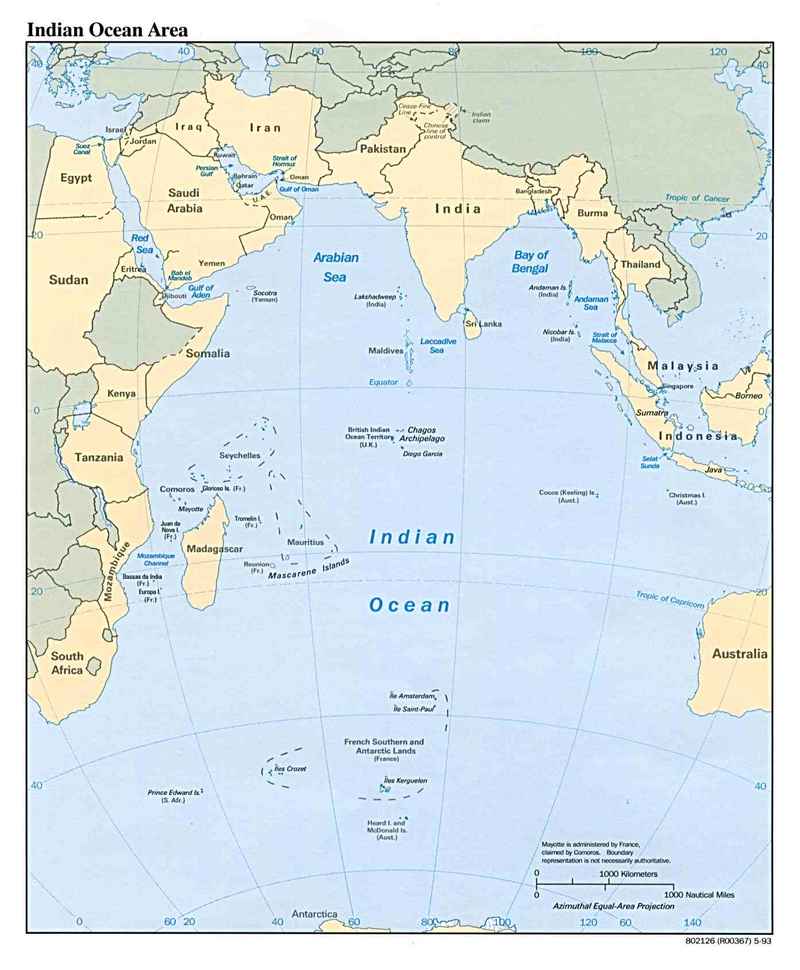 Indian Ocean Area
40
20
40
60
80
100
120
40
Israel
Suez
Canal
Jordan
Iraq
Iran
Cease-Fire
Line
Indian
claim
Chinese
line of
control
Pakistan
Kuwait
Strait of
Hormuz
Persian
Gulf
Bahrain
Qatar
Oman
Gulf of Oman
U.A.E.
Egypt
Saudi
Arabia
Oman
India
Bangladesh
Burma
Tropic of Cancer
20
20
Red
Sea
Arabian
Sea
Bay of
Bengal
Thailand
Sudan
Eritrea
Yemen
Bab el
Mandeb
Djibouti
Gulf of
Aden
Socotra
(Yemen)
Lakshadweep
(India)
Andaman Is.
(India)
Andaman
Sea
Sri Lanka
Nicobar Is.
(India)
Strait of
Malacca
Somalia
Maldives
Laccadive
Sea
Malaysia
Singapore
Equator
Kenya
Borneo
0
0
Sumatra
British Indian
Ocean Territory
(U.K.)
Chagos
Archipelago
Diego Garcia
Indonesia
Tanzania
Seychelles
Selat
Sunda
Java
Comoros
Glorioso Is. (Fr.)
Cocos (Keeling) Is.
(Aust.)
Christmas I.
(Aust.)
Mayotte
Juan de
Nova I.
(Fr.)
Tromelin I.
(Fr.)
Mozambique
Mozambique
Channel
Madagascar
Mauritius
Reunion
(Fr.)
Mascarene Islands
Indian
Ocean
Bassas da India
(Fr.)
Europa I.
(Fr.)
20
Tropic of Capricorn
20
South
Africa
Australia
Île Amsterdam
Île Saint-Paul
French Southern and
Antarctic Lands
(France)
Îles Crozet
Îles Kerguelen
40
40
Prince Edward Is.
(S. Afr.)
Heard I. and
McDonald Is.
(Aust.)
Mayotte is administered by France,
claimed by Comoros. Boundary
representation is not necessarily authoritative.
0
1000 Kilometers
0
1000 Nautical Miles
Azimuthal Equal-Area Projection
Antarctica
0
60
20
40
60
80
100
120
60
140
802126 (R00367) 5-93